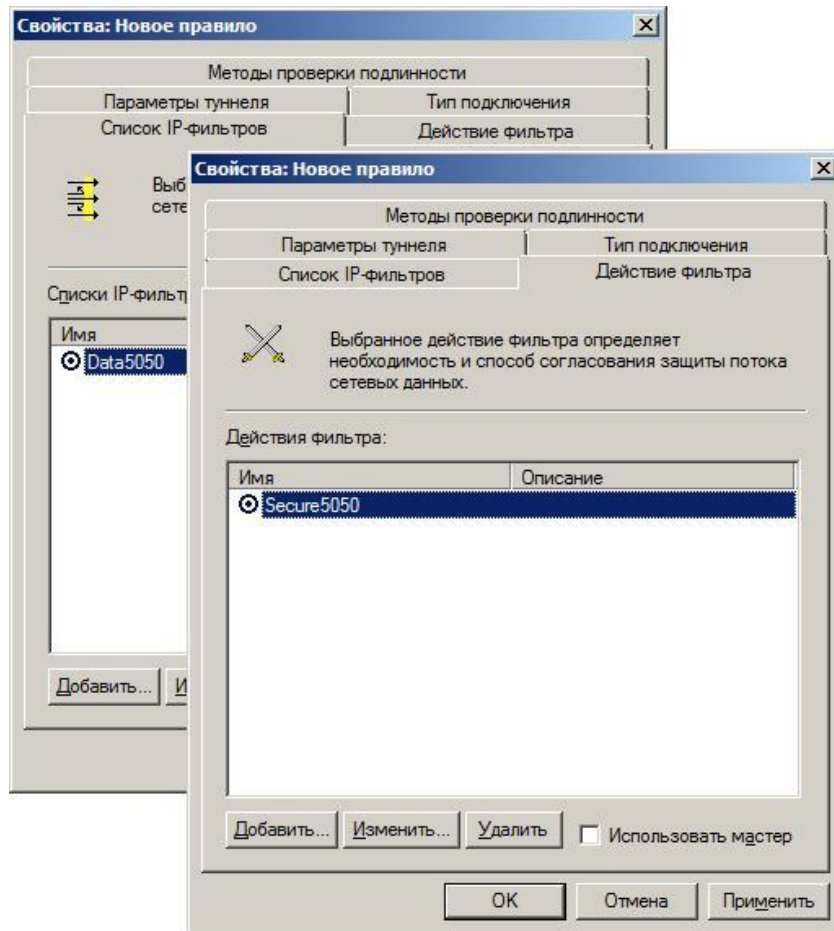 Свойства: Новое правило
Методы проверки подлинности
Параметры туннеля
Тип подключения
Список IP-фильтров
Действие фильтра
Выб
сете
Списки IP-фильтр
Имя
Data5050
Добавить...
И
Свойства: Новое правило
Методы проверки подлинности
Параметры туннеля
Тип подключения
Список IP-фильтров
Действие фильтра
Выбранное действие фильтра определяет
необходимость и способ согласования защиты потока
сетевых данных.
Действия фильтра:
Имя
Описание
Secure5050
Добавить...
Изменить...
Удалить
Использовать мастер
OK
Отмена
Применить